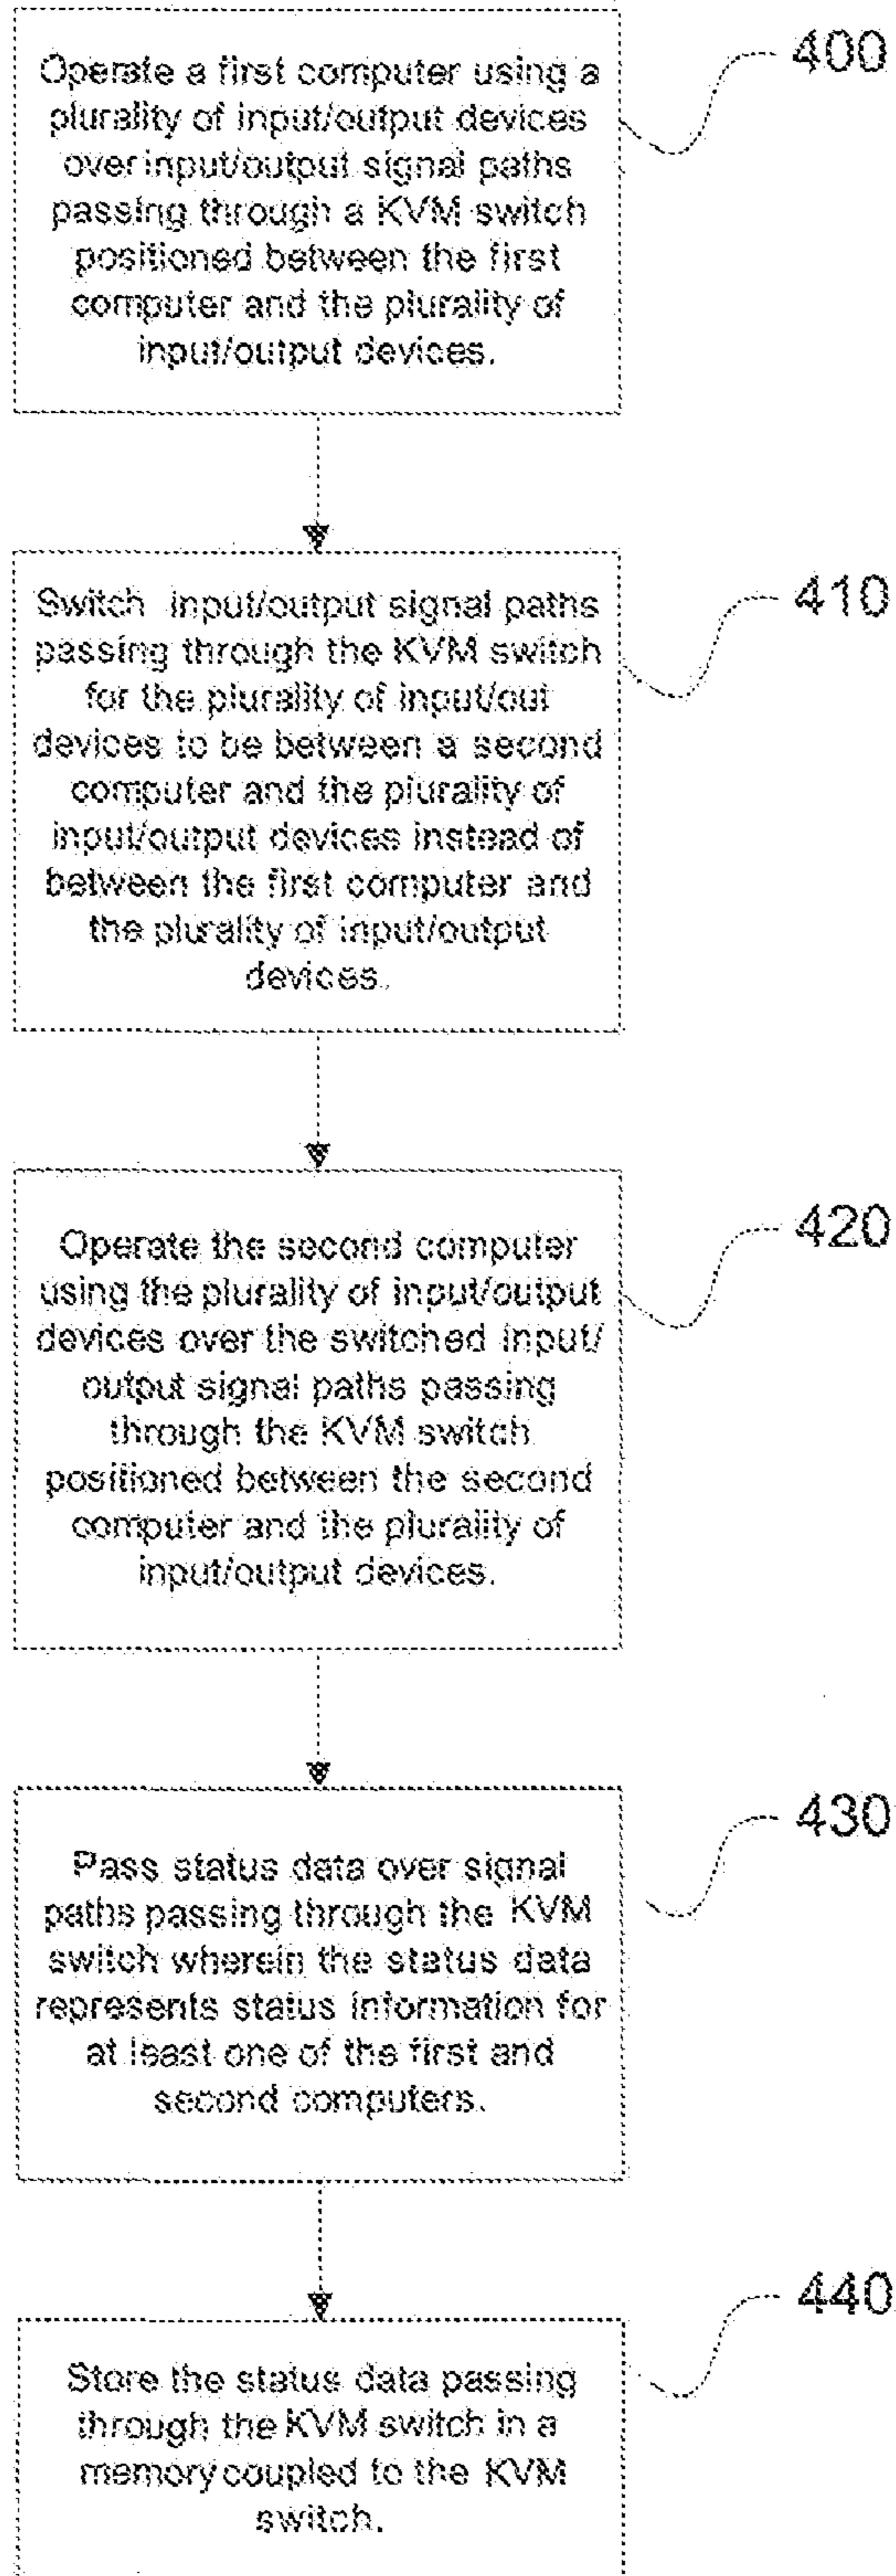 Operate a first computer using a
plurality of input/output devices
over input/output signal paths
passing through a KVM switch
positioned between the first
computer and the plurality of
input/output devices.
400
Switch input/output signal paths
passing through the KVM switch
for the plurality of input/out
devices to be between a second
computer and the plurality of
input/output devices instead of
between the first computer and
the plurality of input/output
devices.
410
Operate the second computer
using the plurality of input/output
devices over the switched input/
output signal paths passing
through the KVM switch
positioned between the second
computer and the plurality of
input/output devices.
420
Pass status data over signal
paths passing through the KVM
switch wherein the status data
represents status information for
at least one of the first and
second computers.
430
Store the status data passing
through the KVM switch in a
memory coupled to the KVM
switch.
440